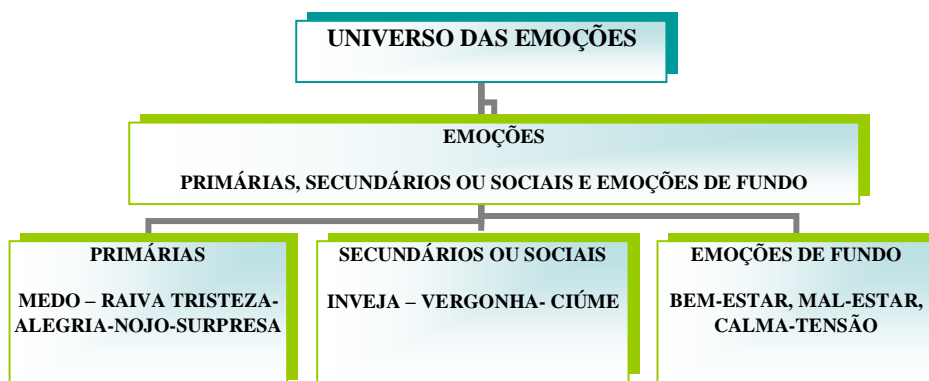 UNIVERSO DAS EMOÇÕES
EMOÇÕES
PRIMÁRIAS, SECUNDÁRIOS OU SOCIAIS E EMOÇÕES DE FUNDO
PRIMÁRIAS
MEDO – RAIVA TRISTEZA-
ALEGRIA-NOJO-SURPRESA
SECUNDÁRIOS OU SOCIAIS
INVEJA – VERGONHA- CIÚME
EMOÇÕES DE FUNDO
BEM-ESTAR, MAL-ESTAR,
CALMA-TENSÃO